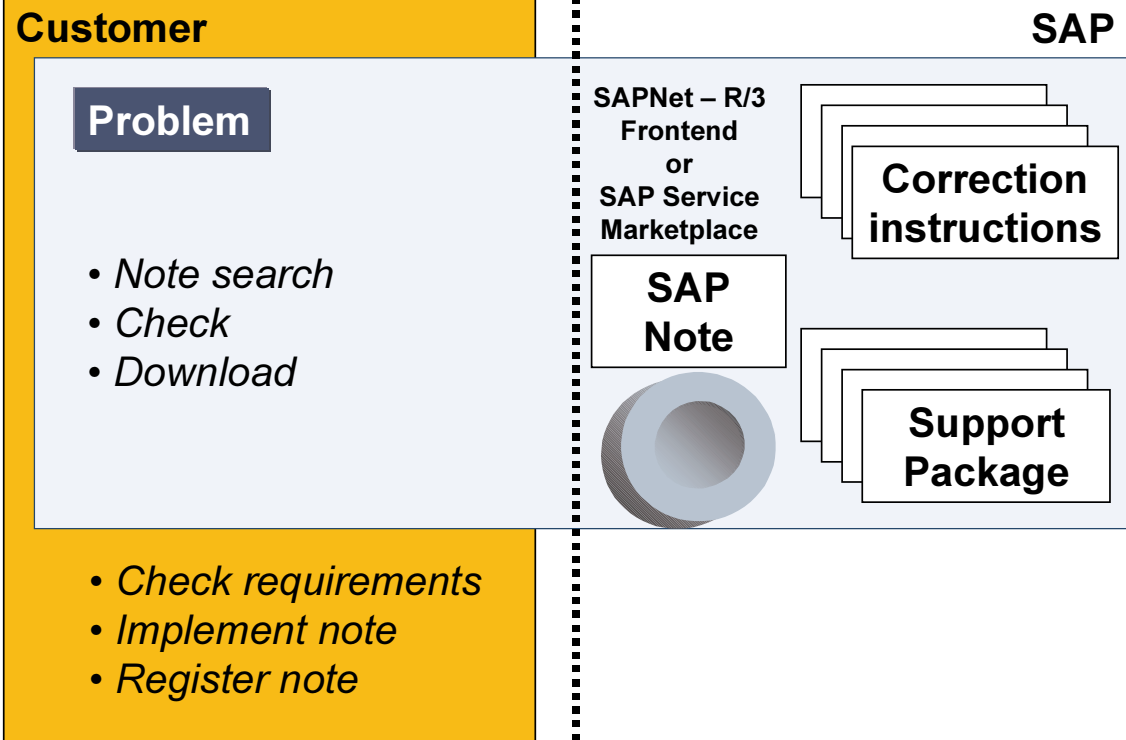 Customer
SAP
Problem
SAPNet – R/3
Frontend
or
SAP Service
Marketplace
Correction
instructions
• Note search
• Check
• Download
SAP
Note
Support
Package
• Check requirements
• Implement note
• Register note